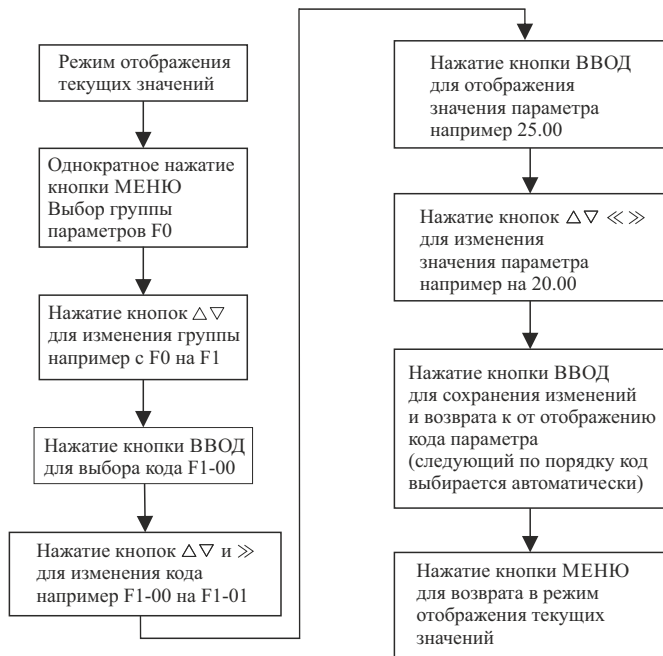 Режим отображения
текущих значений
Однократное нажатие
кнопки МЕНЮ
Выбор группы
параметров F0
Нажатие кнопок △▽
для изменения группы
например с F0 на F1
Нажатие кнопки ВВОД
для выбора кода F1-00
Нажатие кнопок △▽ и ≫
для изменения кода
например F1-00 на F1-01
Нажатие кнопки ВВОД
для отображения
значения параметра
например 25.00
Нажатие кнопок △▽ ≪ ≫
для изменения
значения параметра
например на 20.00
Нажатие кнопки ВВОД
для сохранения изменений
и возврата к от отображению
кода параметра
(следующий по порядку код
выбирается автоматически)
Нажатие кнопки МЕНЮ
для возврата в режим
отображения текущих
значений